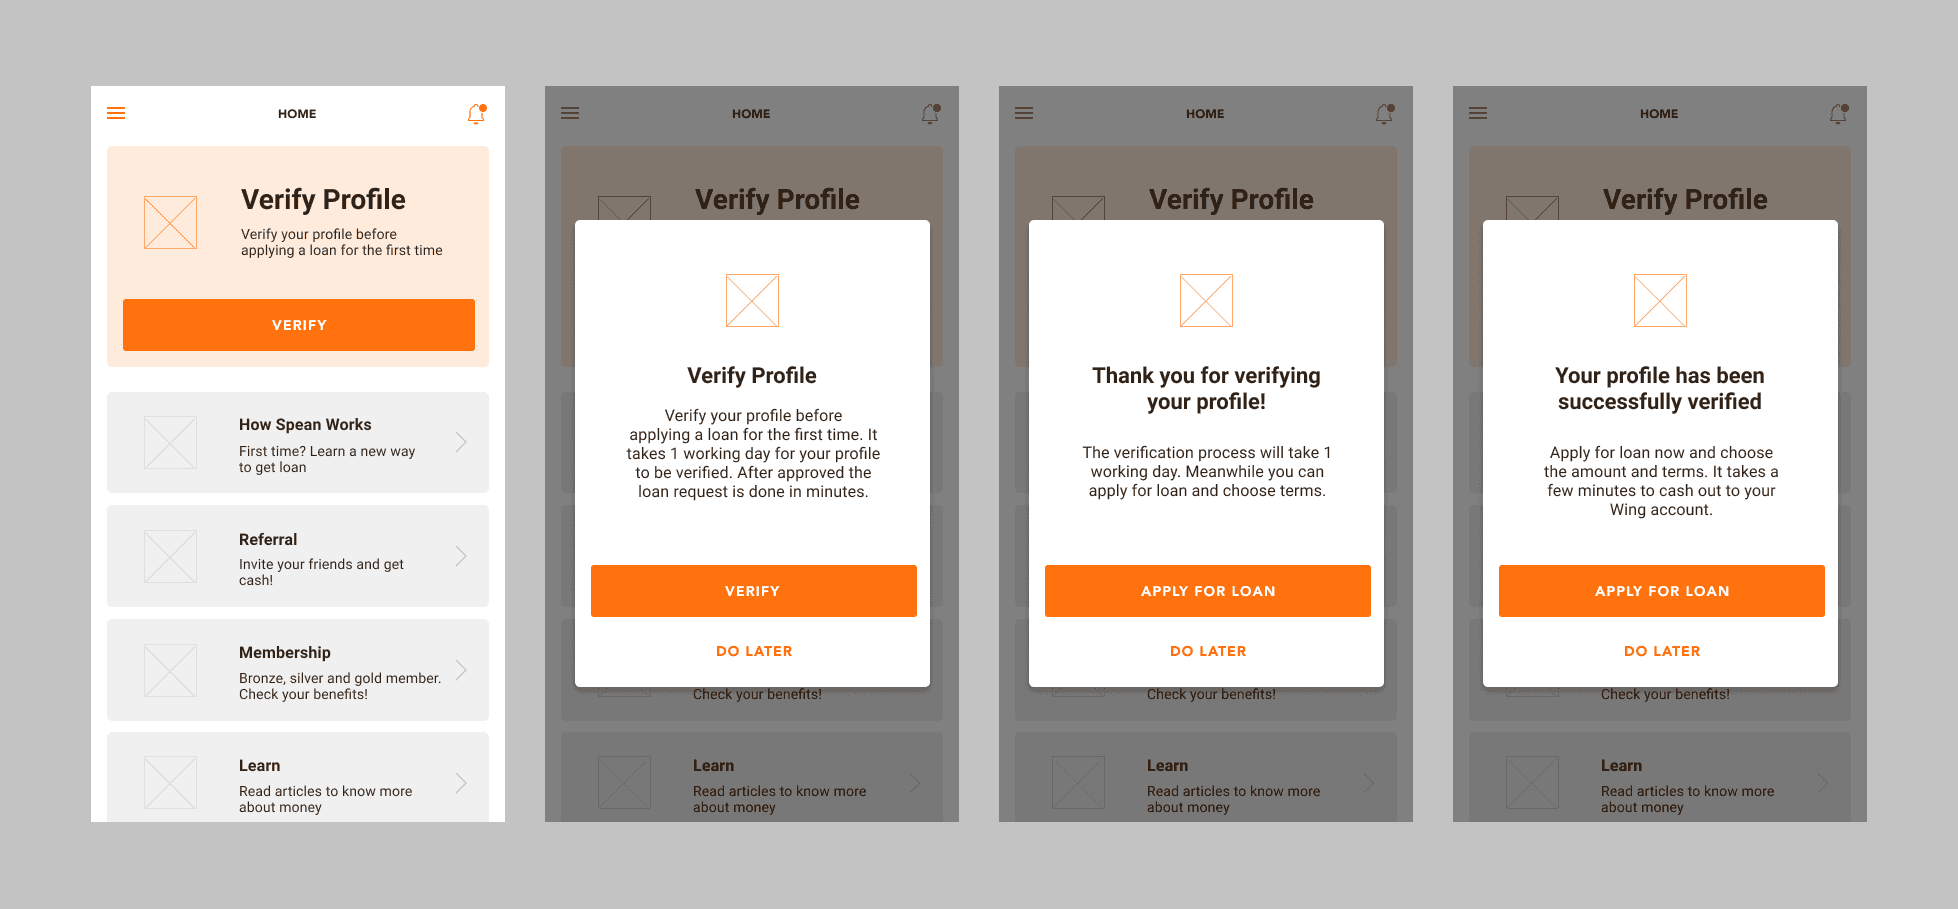 HOME
Verify Profile
Verify your profile before
applying a loan for the first time
VERIFY
How Spean Works
First time? Learn a new way
to get loan
Referral
Invite your friends and get
cash!
Membership
Bronze, silver and gold member.
Check your benefits!
Learn
Read articles to know more
about money
HOME
Verify Profile
Verify Profile
Verify your profile before
applying a loan for the first time. It
takes 1 working day for your profile
to be verified. After approved the
loan request is done in minutes.
VERIFY
DO LATER
Check your benefits!
Learn
Read articles to know more
about money
HOME
Verify Profile
Thank you for verifying
your profile!
The verification process will take 1
working day. Meanwhile you can
apply for loan and choose terms.
APPLY FOR LOAN
DO LATER
Check your benefits!
Learn
Read articles to know more
about money
HOME
Verify Profile
Your profile has been
successfully verified
Apply for loan now and choose
the amount and terms. It takes a
few minutes to cash out to your
Wing account.
APPLY FOR LOAN
DO LATER
Check your benefits!
Learn
Read articles to know more
about money